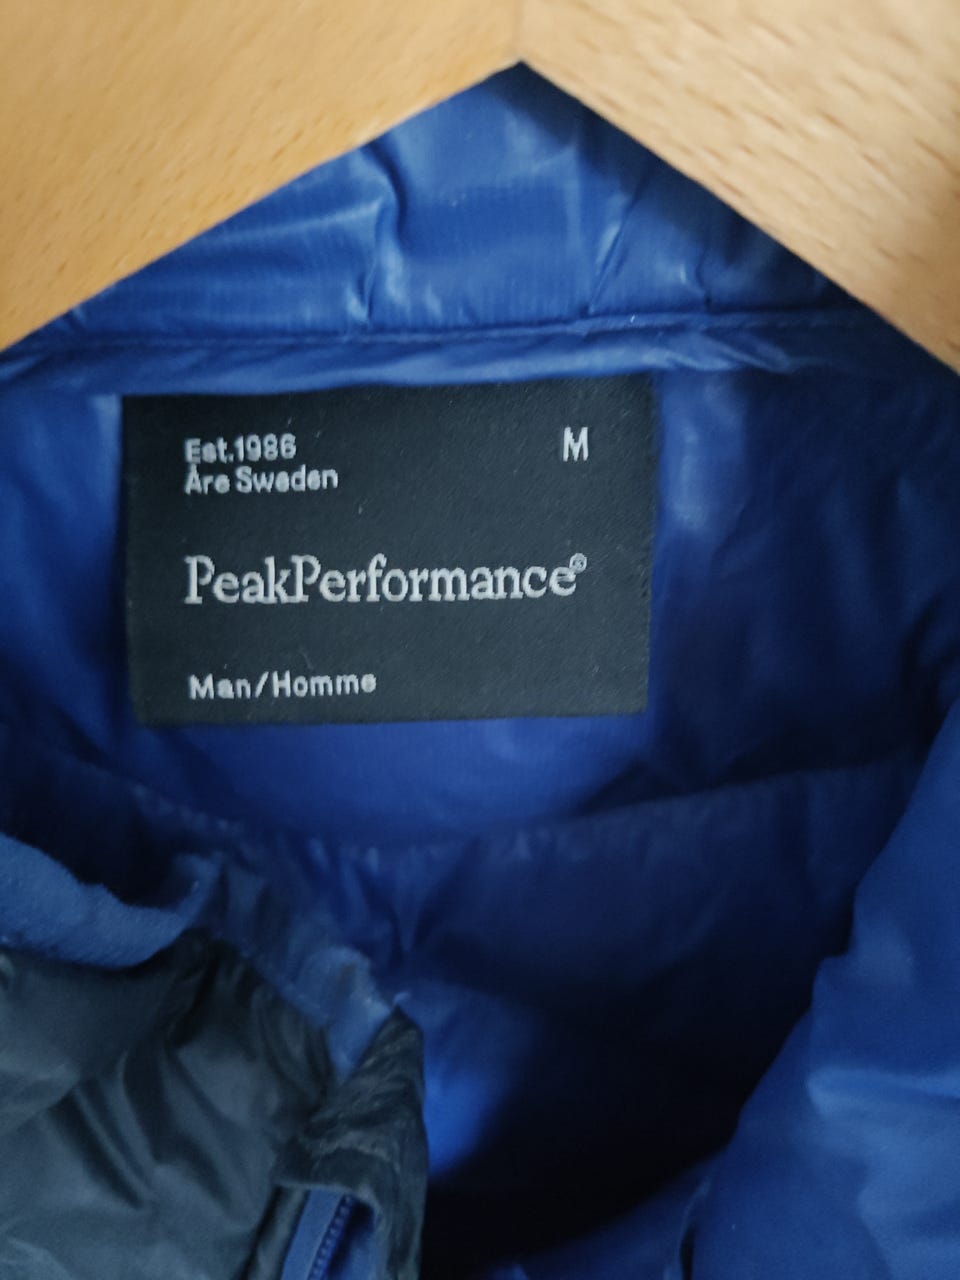 Est.1986
Åre Sweden
M
PeakPerformance®
Man/Homme